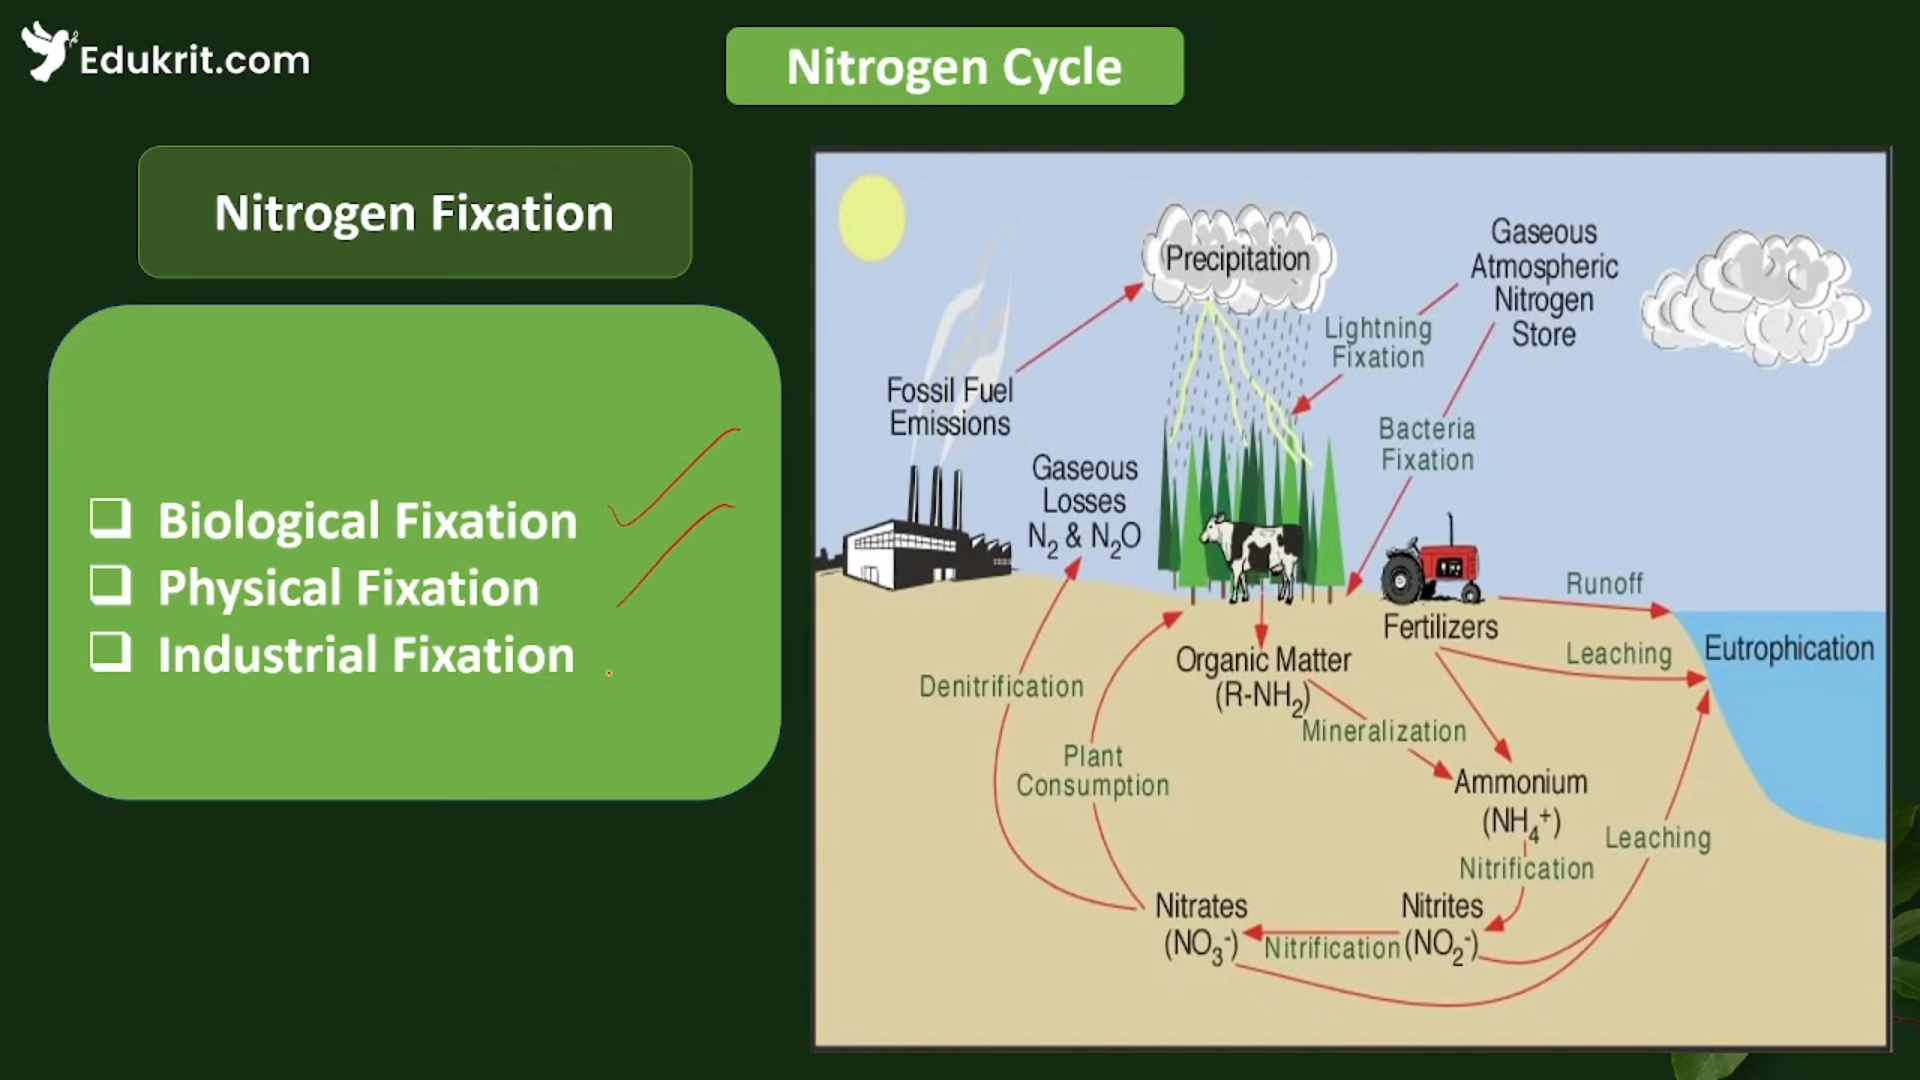 Edukrit.com
Nitrogen Cycle
Nitrogen Fixation
Biological Fixation
Physical Fixation
Industrial Fixation
Precipitation
Gaseous
Atmospheric
Nitrogen
Store
Lightning
Fixation
Fossil Fuel
Emissions
Bacteria
Fixation
Gaseous
Losses
N₂ & N₂O
Runoff
Fertilizers
Eutrophication
Leaching
Organic Matter
(R-NH₂)
Denitrification
Mineralization
Plant
Consumption
Ammonium
(NH₄⁺)
Leaching
Nitrification
Nitrates
(NO₃⁻)
Nitrification
Nitrites
(NO₂⁻)